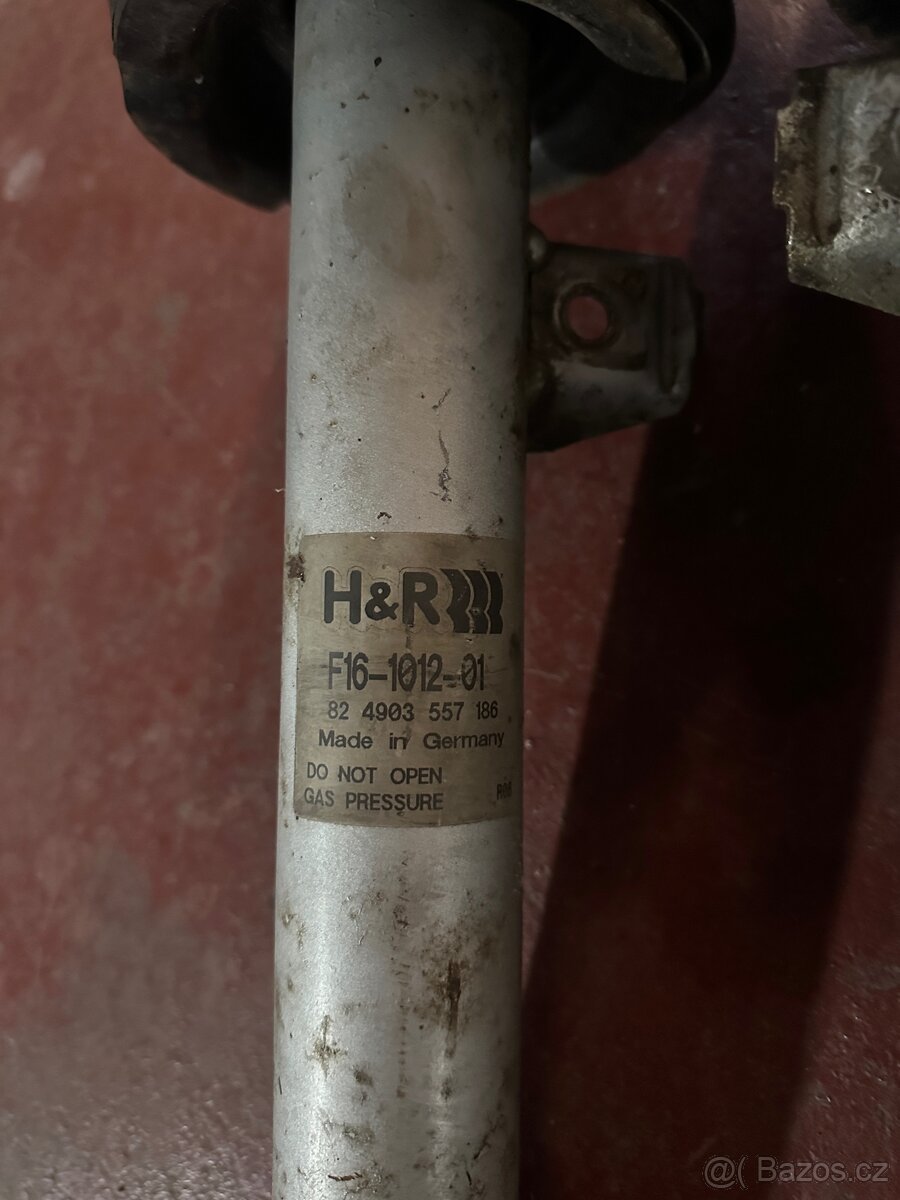 H&R
F16-1012-01
82 4903 557 186
Made in Germany
DO NOT OPEN
GAS PRESSURE
@( Bazos.cz